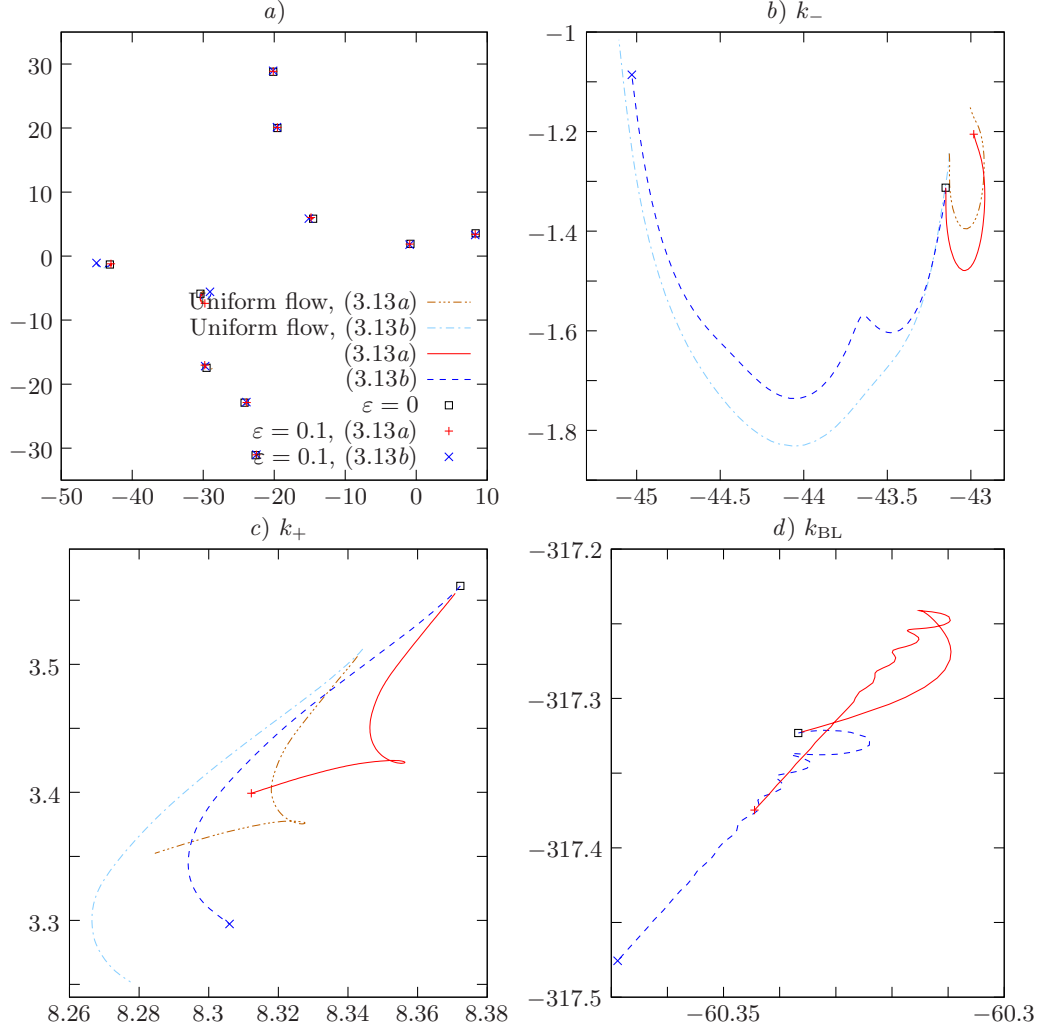 a)
b) k−
30
20
10
0
−10
−20
−30
−50 −40 −30 −20 −10 0 10
Uniform flow, (3.13a)
Uniform flow, (3.13b)
(3.13a)
(3.13b)
ε = 0
ε = 0.1, (3.13a)
ε = 0.1, (3.13b)
−1
−1.2
−1.4
−1.6
−1.8
−45 −44.5 −44 −43.5 −43
c) k+
d) kBL
3.5
3.4
3.3
8.26 8.28 8.3 8.32 8.34 8.36 8.38
−317.2
−317.3
−317.4
−317.5
−60.35 −60.3